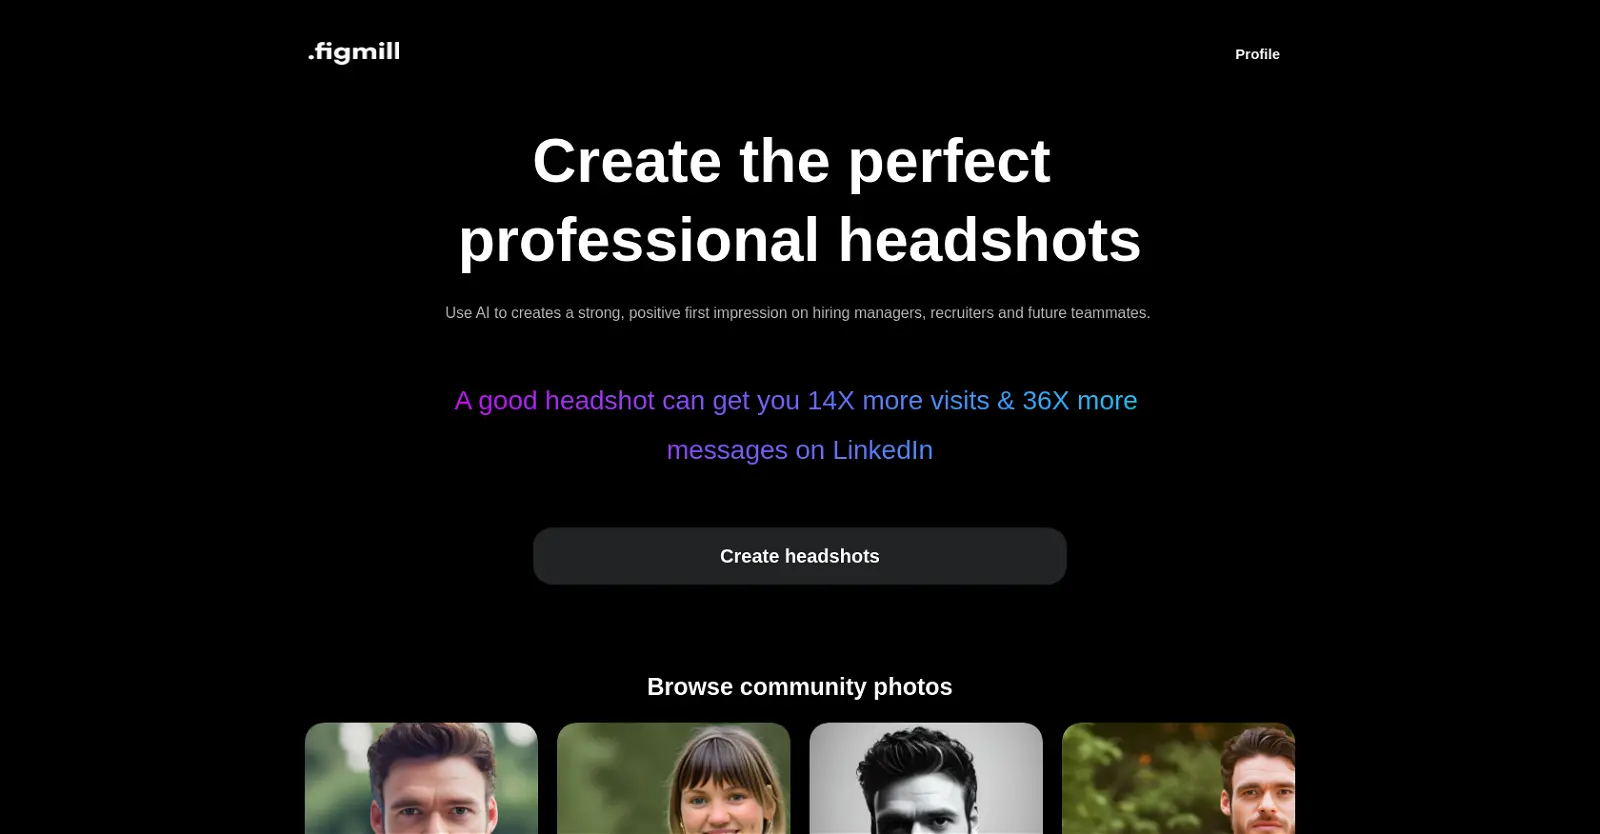 .figmill
Profile
Create the perfect
professional headshots
Use AI to creates a strong, positive first impression on hiring managers, recruiters and future teammates.
A good headshot can get you 14X more visits & 36X more
messages on LinkedIn
Create headshots
Browse community photos